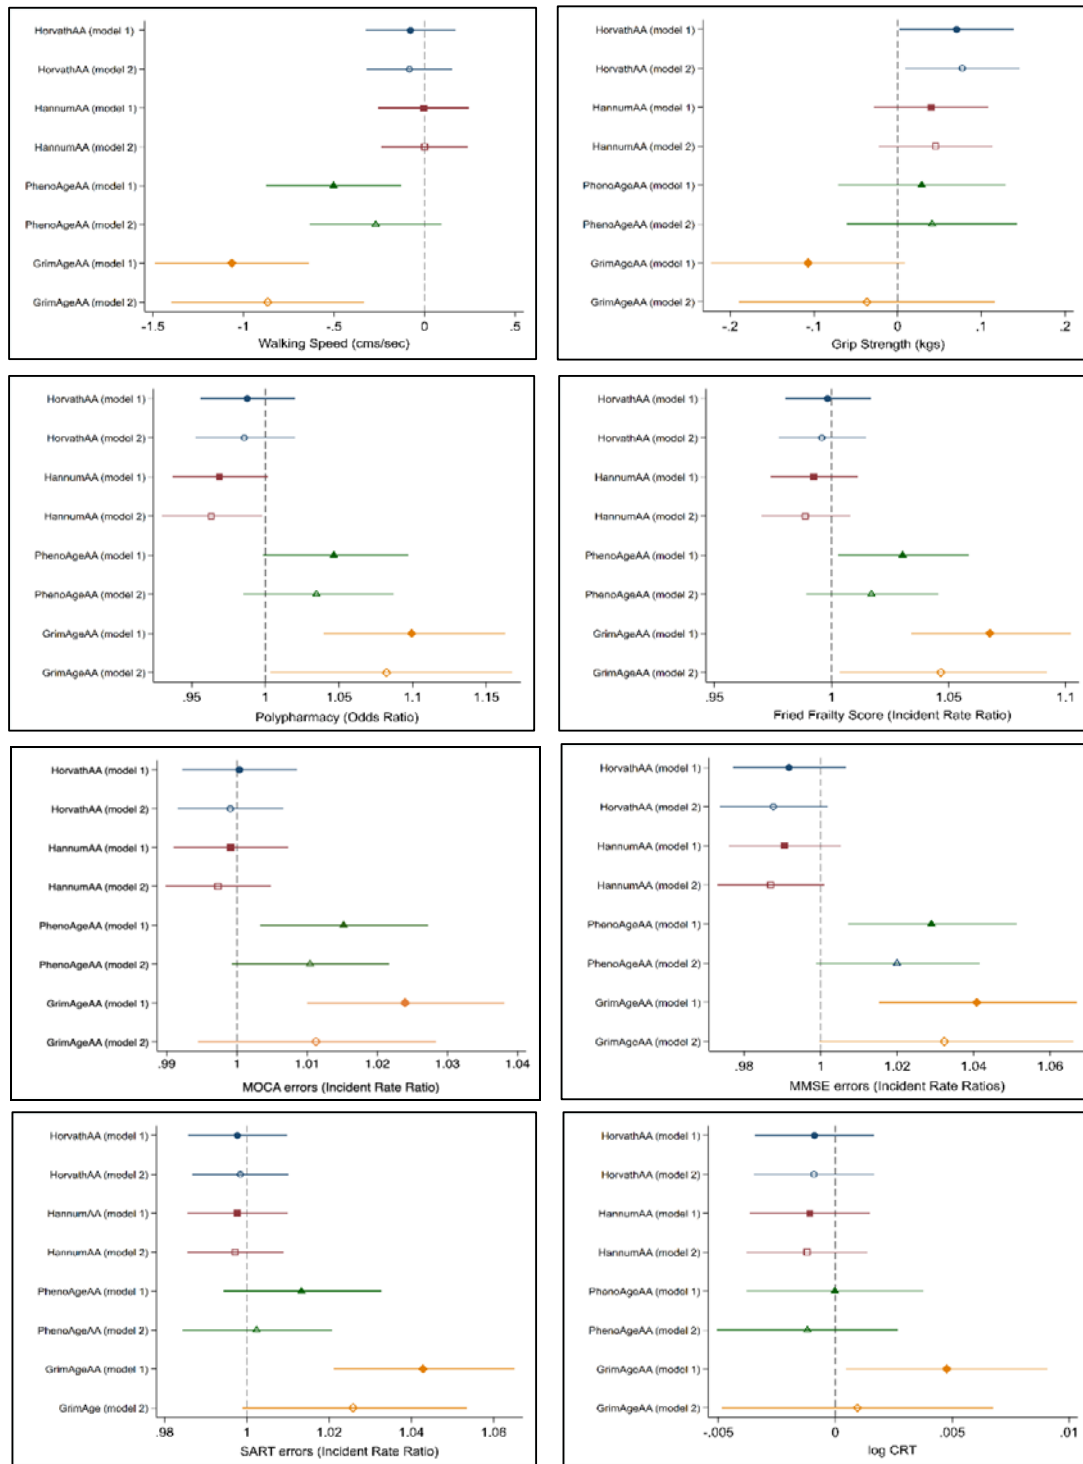 HorvathAA (model 1)
HorvathAA (model 2)
HannumAA (model 1)
HannumAA (model 2)
PhenoAgeAA (model 1)
PhenoAgeAA (model 2)
GrimAgeAA (model 1)
GrimAgeAA (model 2)
-1.5 -1 -.5 0 .5
Walking Speed (cms/sec)
HorvathAA (model 1)
HorvathAA (model 2)
HannumAA (model 1)
HannumAA (model 2)
PhenoAgeAA (model 1)
PhenoAgeAA (model 2)
GrimAgeAA (model 1)
GrimAgeAA (model 2)
-.2 -.1 0 .1 .2
Grip Strength (kgs)
HorvathAA (model 1)
HorvathAA (model 2)
HannumAA (model 1)
HannumAA (model 2)
PhenoAgeAA (model 1)
PhenoAgeAA (model 2)
GrimAgeAA (model 1)
GrimAgeAA (model 2)
.95 1 1.05 1.1 1.15
Polypharmacy (Odds Ratio)
HorvathAA (model 1)
HorvathAA (model 2)
HannumAA (model 1)
HannumAA (model 2)
PhenoAgeAA (model 1)
PhenoAgeAA (model 2)
GrimAgeAA (model 1)
GrimAgeAA (model 2)
.95 1 1.05 1.1
Fried Frailty Score (Incident Rate Ratio)
HorvathAA (model 1)
HorvathAA (model 2)
HannumAA (model 1)
HannumAA (model 2)
PhenoAgeAA (model 1)
PhenoAgeAA (model 2)
GrimAgeAA (model 1)
GrimAgeAA (model 2)
.99 1 1.01 1.02 1.03 1.04
MOCA errors (Incident Rate Ratio)
HorvathAA (model 1)
HorvathAA (model 2)
HannumAA (model 1)
HannumAA (model 2)
PhenoAgeAA (model 1)
PhenoAgeAA (model 2)
GrimAgeAA (model 1)
GrimAgeAA (model 2)
.98 1 1.02 1.04 1.06
MMSE errors (Incident Rate Ratios)
HorvathAA (model 1)
HorvathAA (model 2)
HannumAA (model 1)
HannumAA (model 2)
PhenoAgeAA (model 1)
PhenoAgeAA (model 2)
GrimAgeAA (model 1)
GrimAge (model 2)
.98 1 1.02 1.04 1.06
SART errors (Incident Rate Ratio)
HorvathAA (model 1)
HorvathAA (model 2)
HannumAA (model 1)
HannumAA (model 2)
PhenoAgeAA (model 1)
PhenoAgeAA (model 2)
GrimAgeAA (model 1)
GrimAgeAA (model 2)
-.005 0 .005 .01
log CRT